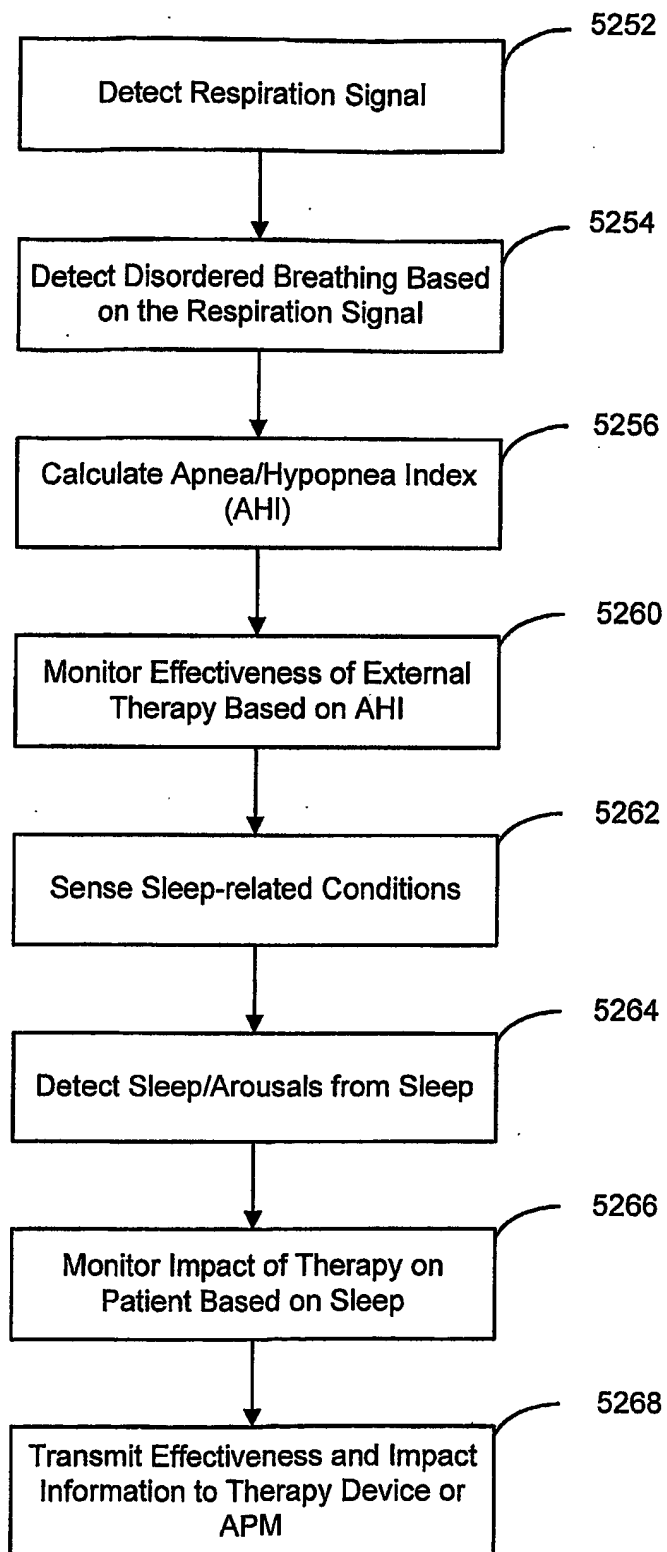 5252
Detect Respiration Signal
5254
Detect Disordered Breathing Based
on the Respiration Signal
5256
Calculate Apnea/Hypopnea Index
(AHI)
5260
Monitor Effectiveness of External
Therapy Based on AHI
5262
Sense Sleep-related Conditions
5264
Detect Sleep/Arousals from Sleep
5266
Monitor Impact of Therapy on
Patient Based on Sleep
5268
Transmit Effectiveness and Impact
Information to Therapy Device or
APM